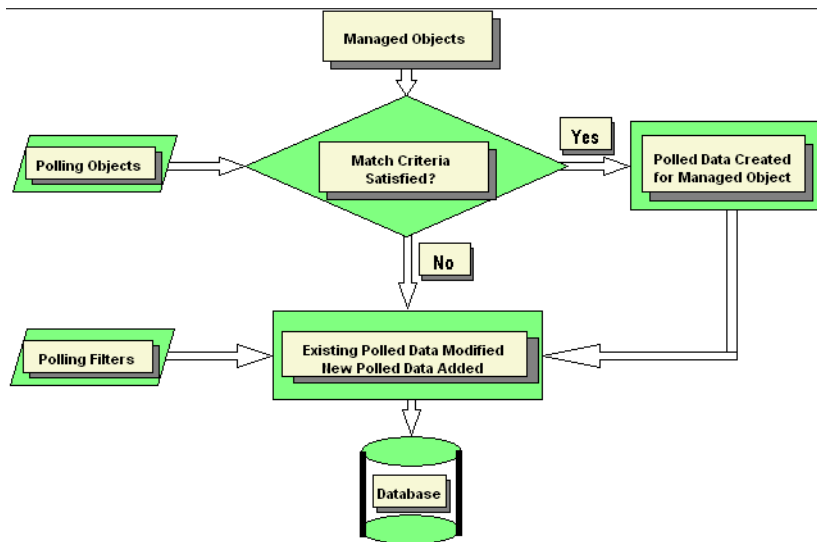 Managed Objects
Polling Objects
Match Criteria
Satisfied?
Yes
Polled Data Created
for Managed Object
No
Polling Filters
Existing Polled Data Modified
New Polled Data Added
Database